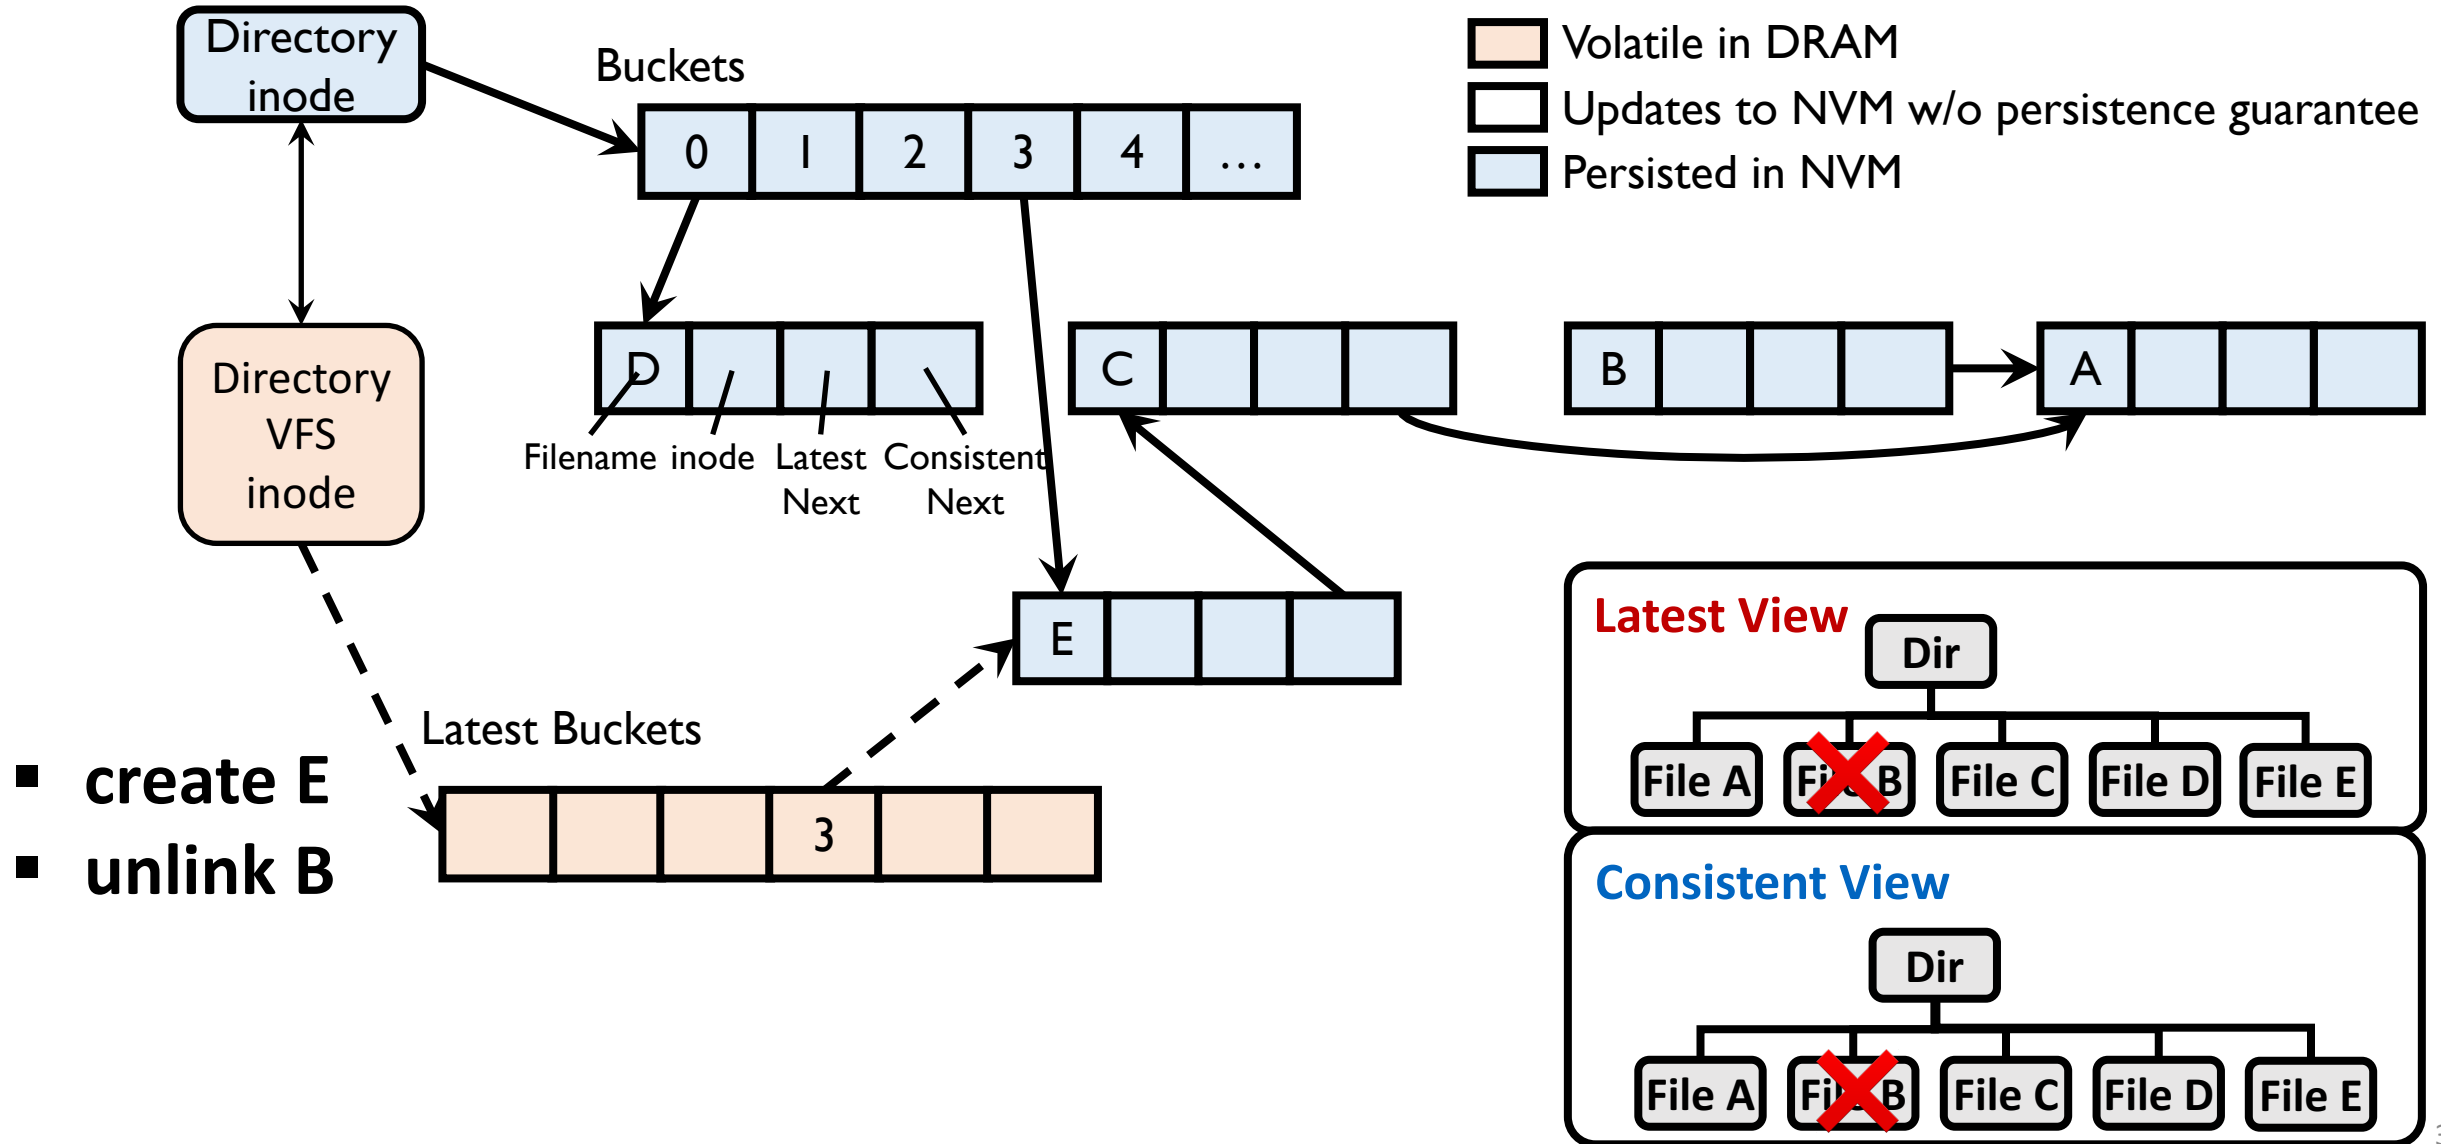 Directory
inode
Buckets
0 1 2 3 4 ...
Volatile in DRAM
Updates to NVM w/o persistence guarantee
Persisted in NVM
Directory
VFS
inode
D
C
B
A
Filename inode Latest Next Consistent Next
E
Latest Buckets
3
▪ create E
▪ unlink B
Latest View
Dir
File A File B File C File D File E
Consistent View
Dir
File A File B File C File D File E